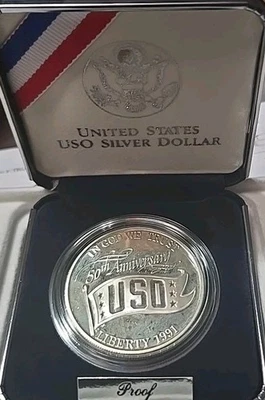 UNITED STATES
USO SILVER DOLLAR
IN GOD WE TRUST
50th Anniversary
USO
LIBERTY 1991
Proof